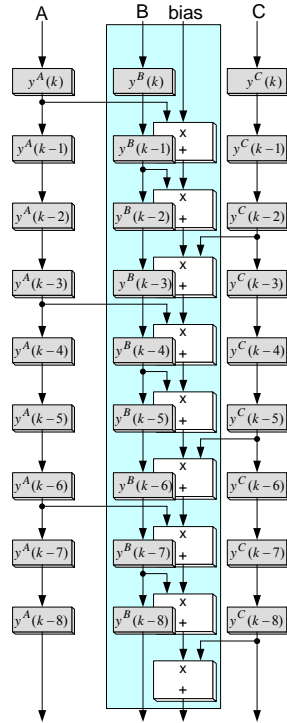 A B bias C
y^A(k) y^B(k) y^C(k)
x
y^A(k−1) y^B(k−1) + y^C(k−1)
x
y^A(k−2) y^B(k−2) + y^C(k−2)
x
y^A(k−3) y^B(k−3) + y^C(k−3)
x
y^A(k−4) y^B(k−4) + y^C(k−4)
x
y^A(k−5) y^B(k−5) + y^C(k−5)
x
y^A(k−6) y^B(k−6) + y^C(k−6)
x
y^A(k−7) y^B(k−7) + y^C(k−7)
x
y^A(k−8) y^B(k−8) + y^C(k−8)
x
+